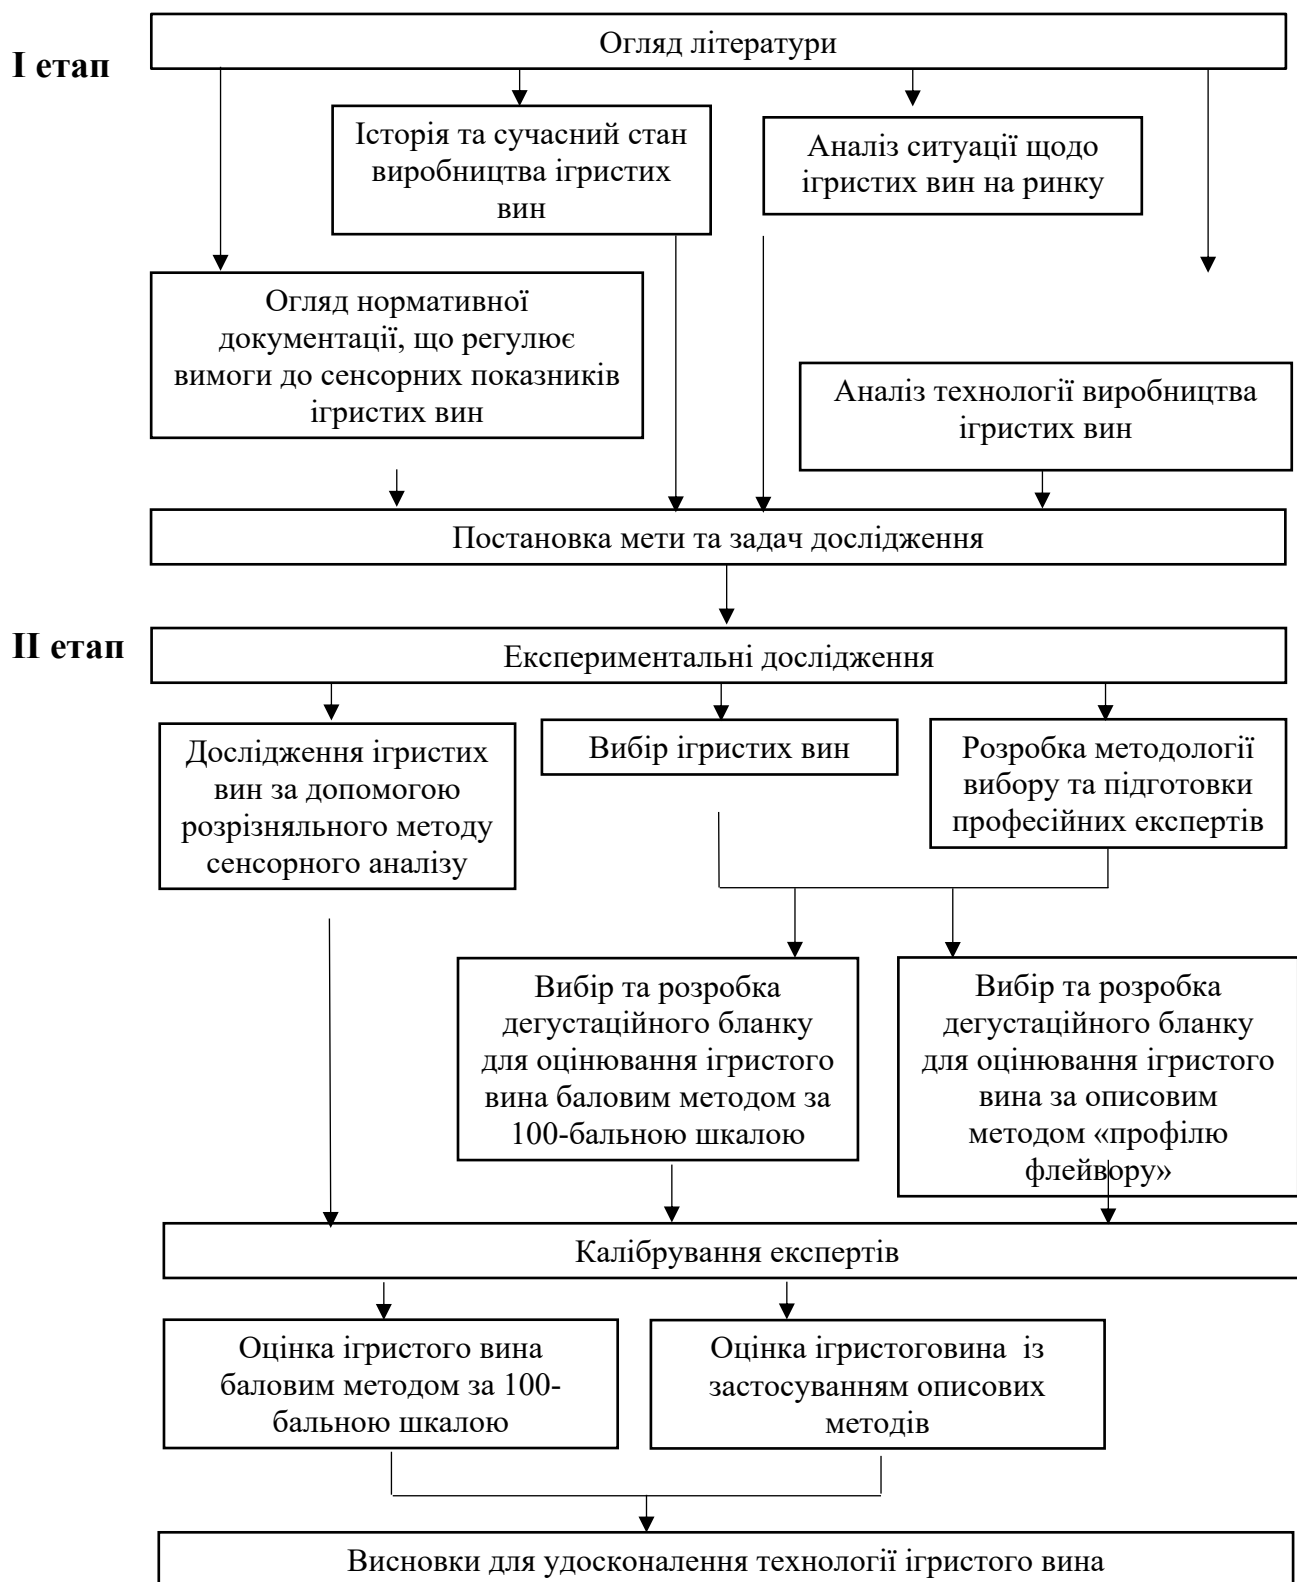 Огляд літератури
І етап
Історія та сучасний стан
виробництва ігристих
вин
Аналіз ситуації щодо
ігристих вин на ринку
Огляд нормативної
документації, що регулює
вимоги до сенсорних показників
ігристих вин
Аналіз технології виробництва
ігристих вин
Постановка мети та задач дослідження
ІІ етап
Експериментальні дослідження
Дослідження ігристих
вин за допомогою
розрізняльного методу
сенсорного аналізу
Вибір ігристих вин
Розробка методології
вибору та підготовки
професійних експертів
Вибір та розробка
дегустаційного бланку
для оцінювання ігристого
вина баловим методом за
100-бальною шкалою
Вибір та розробка
дегустаційного бланку
для оцінювання ігристого
вина за описовим
методом «профілю
флейвору»
Калібрування експертів
Оцінка ігристого вина
баловим методом за 100-
бальною шкалою
Оцінка ігристоговина із
застосуванням описових
методів
Висновки для удосконалення технології ігристого вина